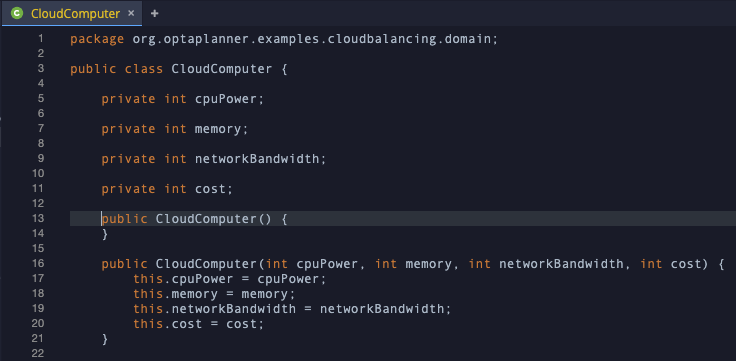 C CloudComputer × +
1 package org.optaplanner.examples.cloudbalancing.domain;
2
3 public class CloudComputer {
4
5     private int cpuPower;
6
7     private int memory;
8
9     private int networkBandwidth;
10
11     private int cost;
12
13     public CloudComputer() {
14     }
15
16     public CloudComputer(int cpuPower, int memory, int networkBandwidth, int cost) {
17         this.cpuPower = cpuPower;
18         this.memory = memory;
19         this.networkBandwidth = networkBandwidth;
20         this.cost = cost;
21     }
22